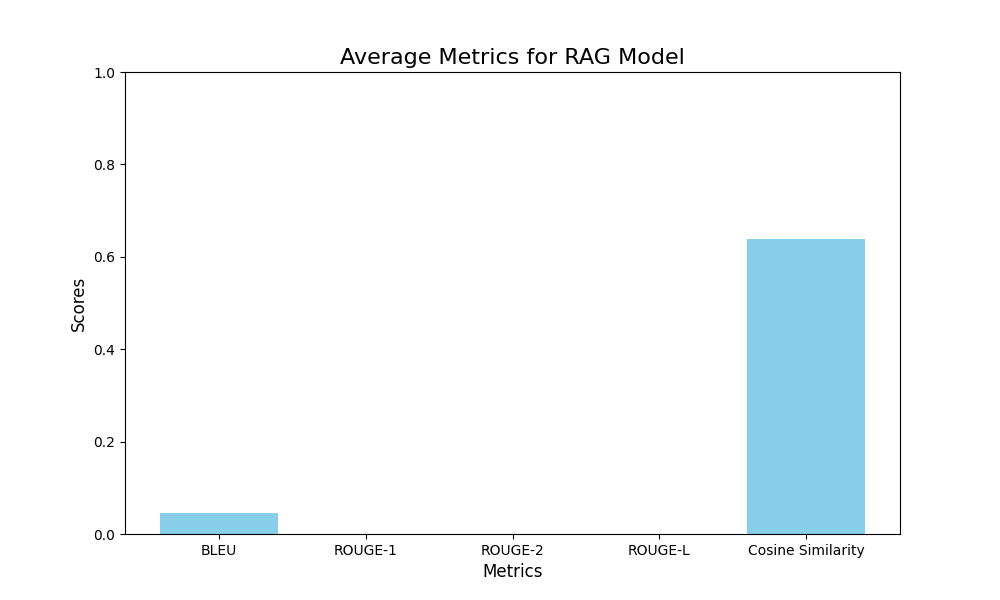 Average Metrics for RAG Model
1.0
0.8
0.6
0.4
0.2
0.0
Scores
BLEU ROUGE-1 ROUGE-2 ROUGE-L Cosine Similarity
Metrics